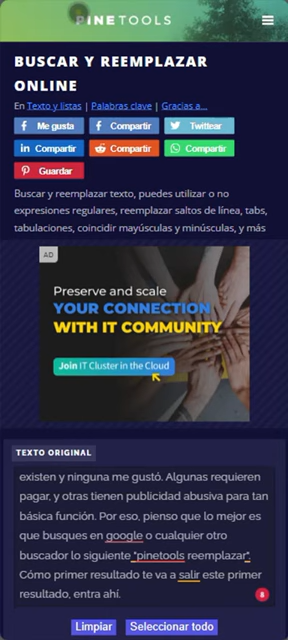 PINETOOLS
BUSCAR Y REEMPLAZAR
ONLINE
En Texto y listas | Palabras clave | Gracias a...
Me gusta Compartir Twittear
Compartir Compartir Compartir
Guardar
Buscar y reemplazar texto, puedes utilizar o no
expresiones regulares, reemplazar saltos de línea, tabs,
tabulaciones, coincidir mayúsculas y minúsculas, y más
AD
Preserve and scale
YOUR CONNECTION
WITH IT COMMUNITY
Join IT Cluster in the Cloud
TEXTO ORIGINAL
existen y ninguna me gustó. Algunas requieren
pagar, y otras tienen publicidad abusiva para tan
básica función. Por eso, pienso que lo mejor es
que busques en google o cualquier otro
buscador lo siguiente "pinetools reemplazar".
Cómo primer resultado te va a salir este primer
resultado, entra ahí.
8
Limpiar Seleccionar todo